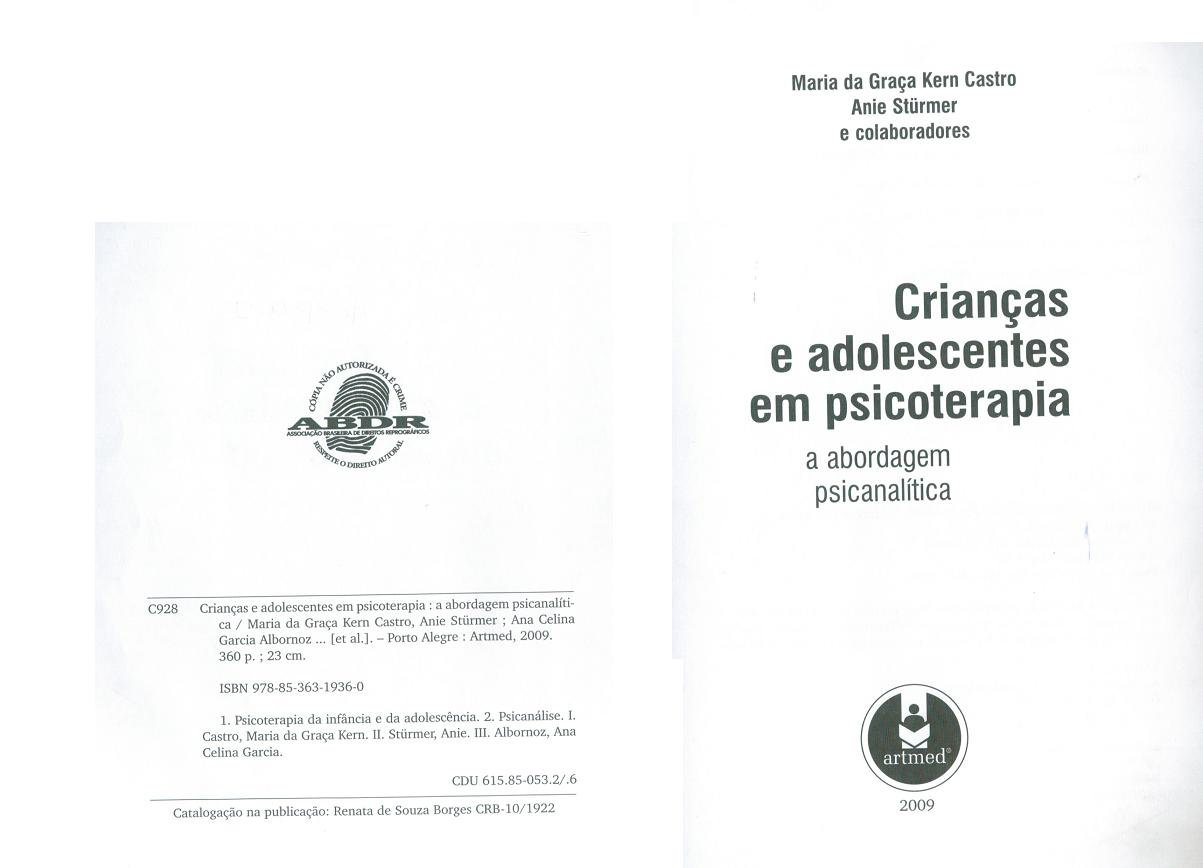 CÓPIA NÃO AUTORIZADA É CRIME
ABDR
ASSOCIAÇÃO BRASILEIRA DE DIREITOS REPROGRÁFICOS
RESPEITE O DIREITO AUTORAL
C928 Crianças e adolescentes em psicoterapia : a abordagem psicanalíti-
ca / Maria da Graça Kern Castro, Anie Stürmer ; Ana Celina
Garcia Albornoz ... [et al.]. – Porto Alegre : Artmed, 2009.
360 p. ; 23 cm.
ISBN 978-85-363-1936-0
1. Psicoterapia da infância e da adolescência. 2. Psicanálise. I.
Castro, Maria da Graça Kern. II. Stürmer, Anie. III. Albornoz, Ana
Celina Garcia.
CDU 615.85-053.2/.6
Catalogação na publicação: Renata de Souza Borges CRB-10/1922
Maria da Graça Kern Castro
Anie Stürmer
e colaboradores
Crianças
e adolescentes
em psicoterapia
a abordagem
psicanalítica
artmed®
2009